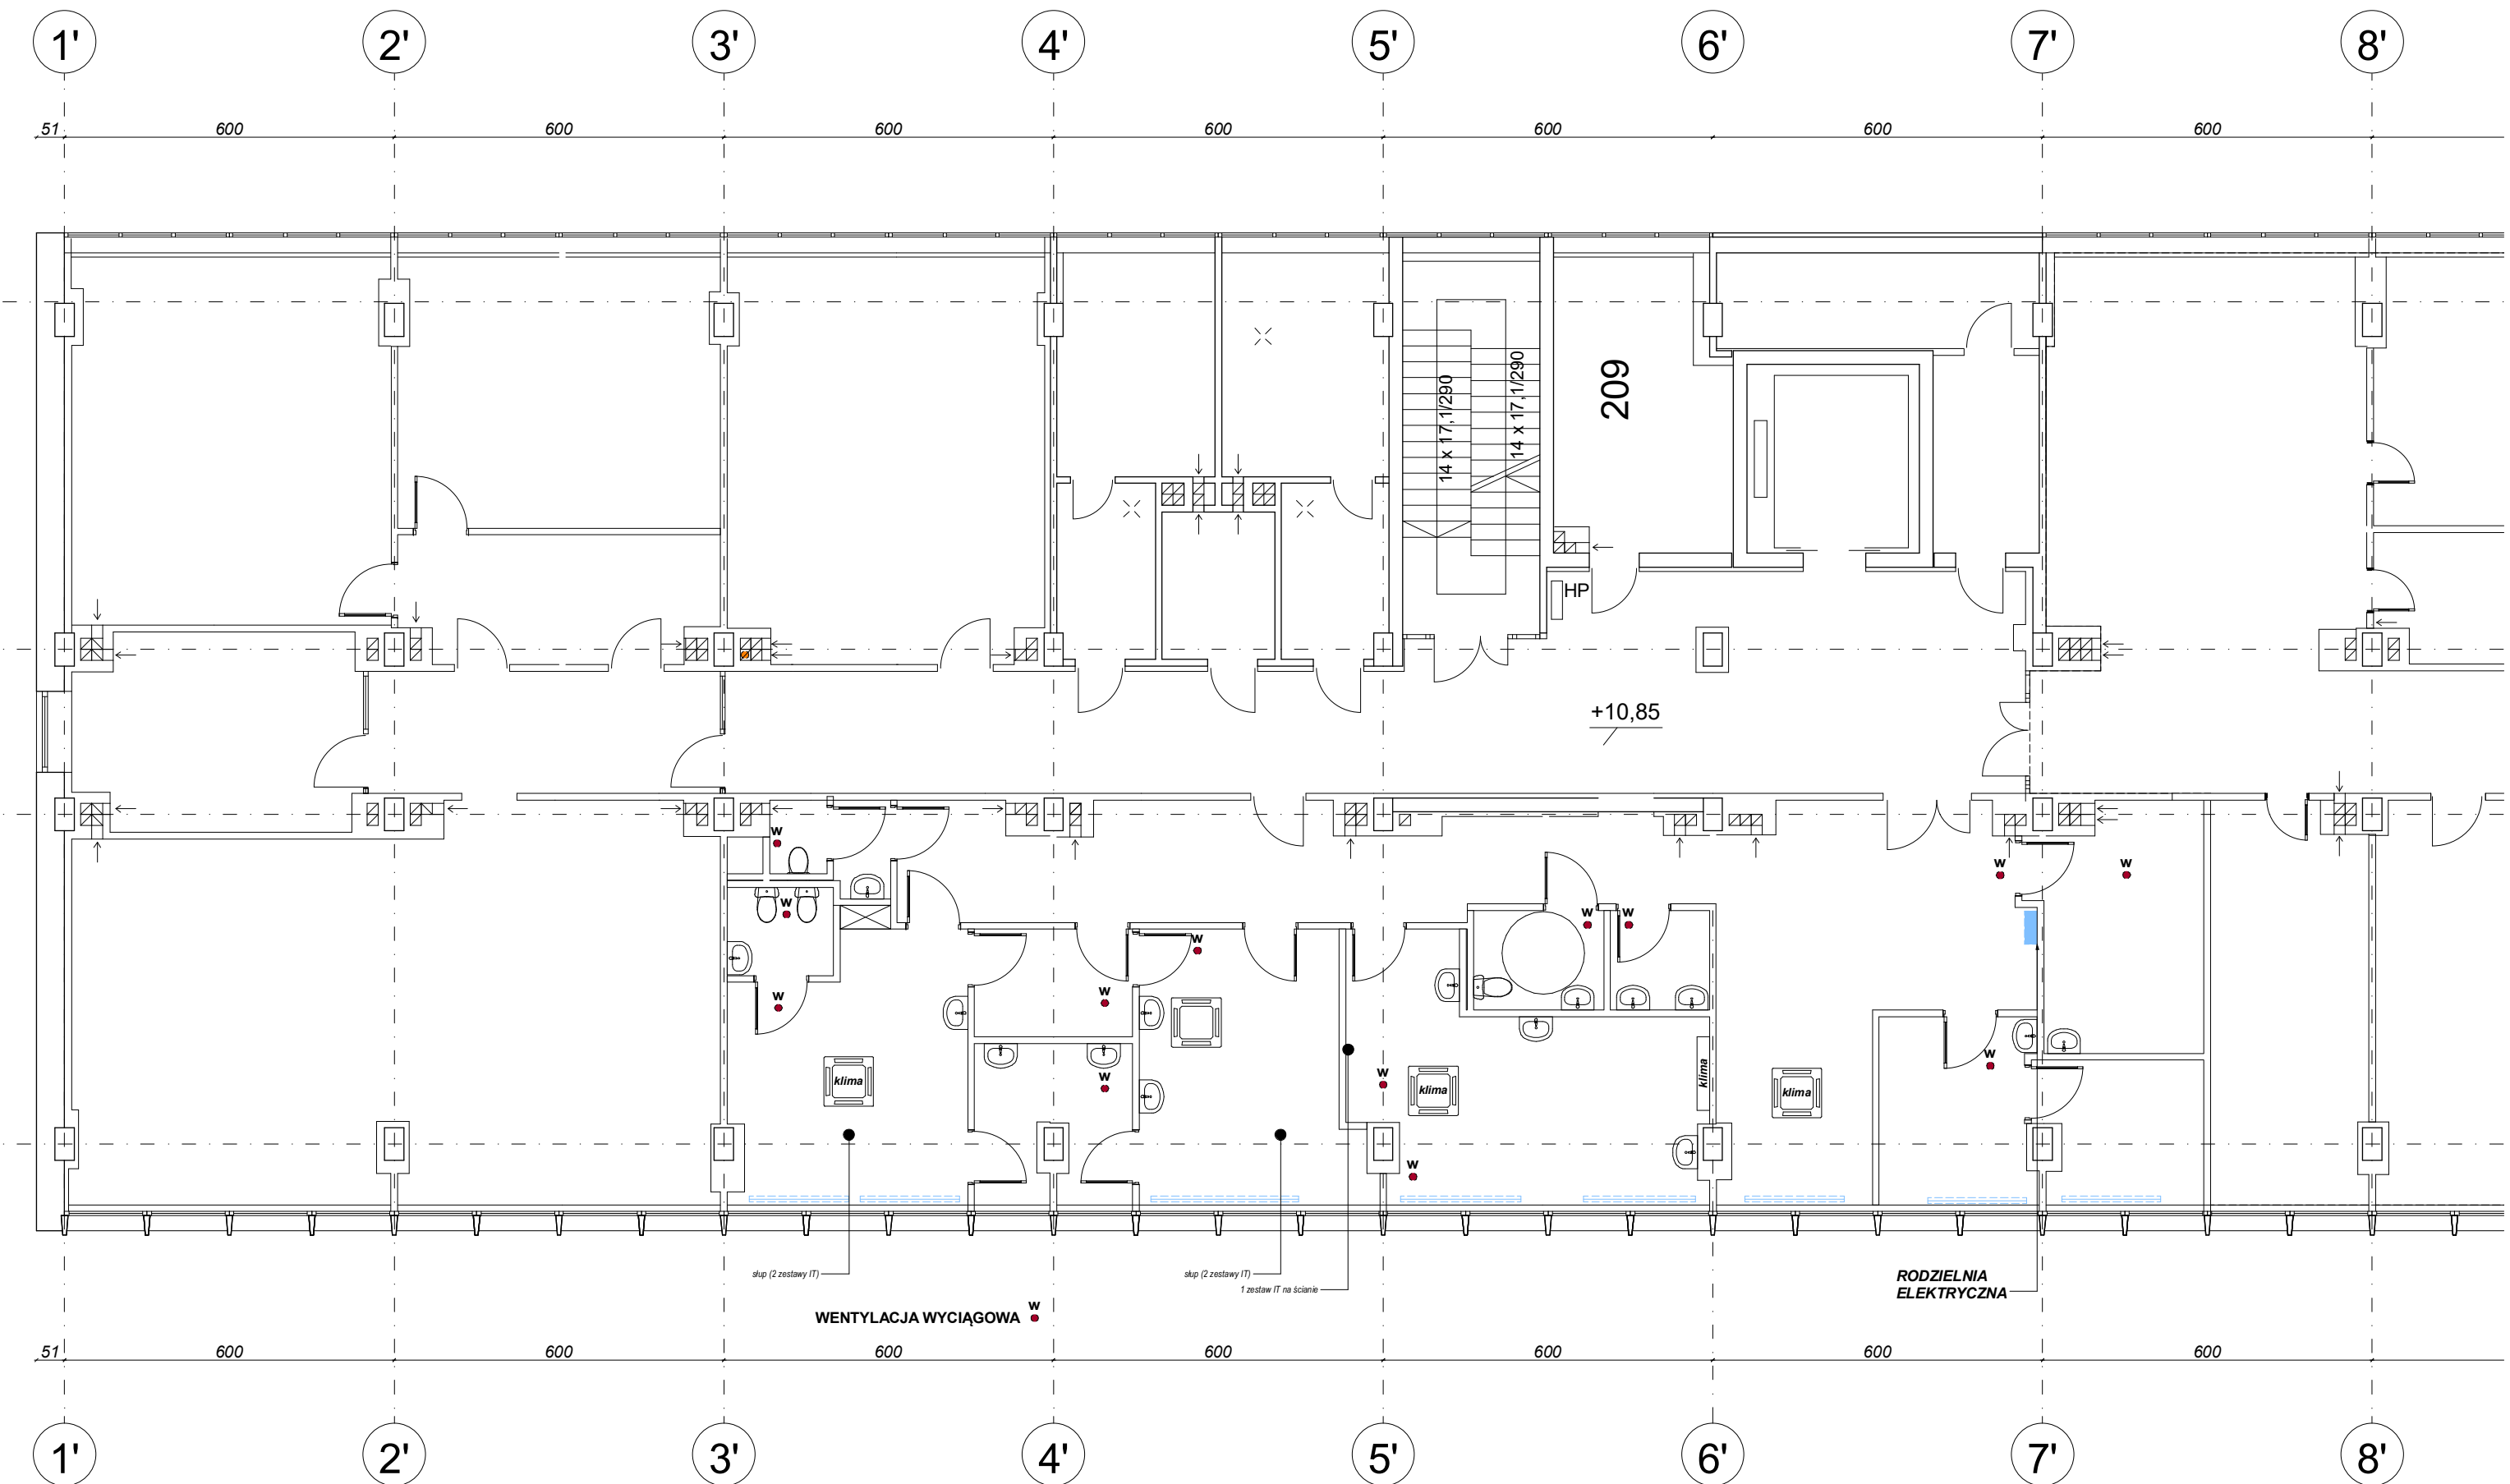 1' 2' 3' 4' 5' 6' 7' 8'
51 600 600 600 600 600 600 600
14 x 17,1/290
14 x 17,1/290
209
HP
+10,85
w
w
w
w
w
w
w
w
w
w
w
w
w
w
klima
klima
klima
klima
słup (2 zestawy IT)
słup (2 zestawy IT)
1 zestaw IT na ścianie
RODZIELNIA
ELEKTRYCZNA
WENTYLACJA WYCIĄGOWA w
51 600 600 600 600 600 600 600
1' 2' 3' 4' 5' 6' 7' 8'